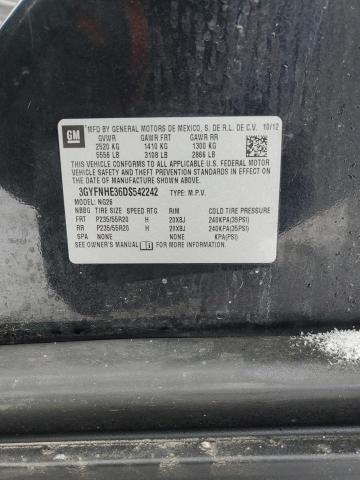 GM
MFD BY GENERAL MOTORS DE MEXICO, S. DE R.L. DE C.V. 10/12
GVWR GAWR FRT GAWR RR
2520 KG 1410 KG 1300 KG
5556 LB 3108 LB 2866 LB
THIS VEHICLE CONFORMS TO ALL APPLICABLE U.S. FEDERAL MOTOR
VEHICLE SAFETY, BUMPER, AND THEFT PREVENTION STANDARDS IN
EFFECT ON THE DATE OF MANUFACTURE SHOWN ABOVE.
3GYFNHE36DS542242 TYPE: M.P.V.
MODEL: NG26
NBBG TIRE SIZE SPEED RTG RIM COLD TIRE PRESSURE
FRT P235/55R20 H 20X8J 240KPA(35PSI)
RR P235/55R20 H 20X8J 240KPA(35PSI)
SPA NONE NONE KPA(PSI)
SEE OWNER'S MANUAL FOR ADDITIONAL INFORMATION.